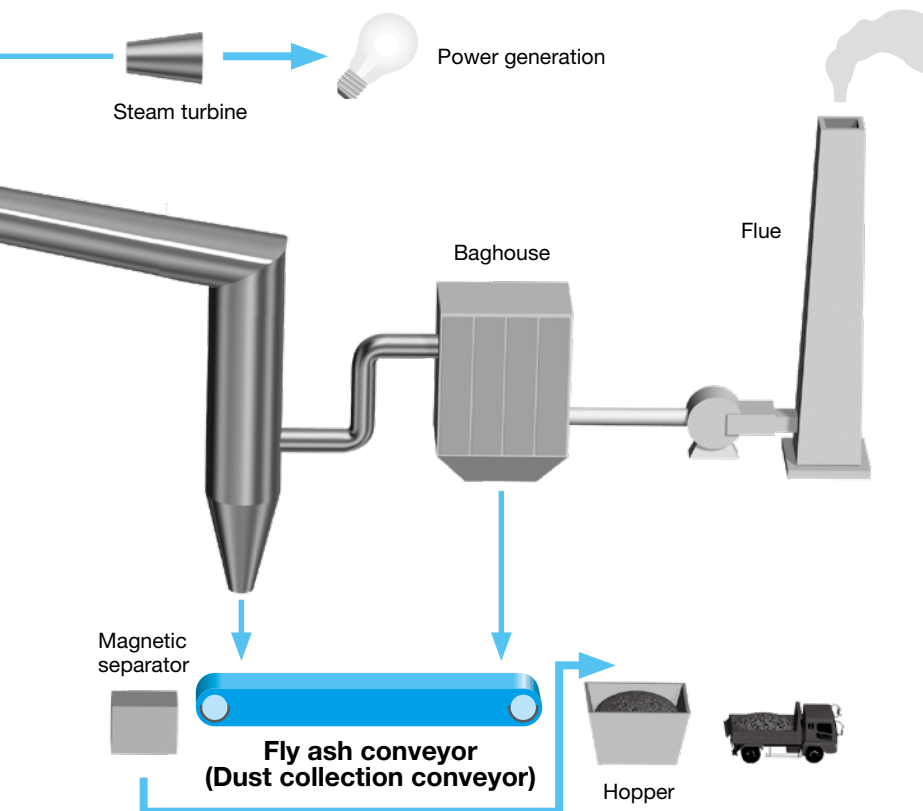 Power generation
Steam turbine
Flue
Baghouse
Magnetic
separator
Fly ash conveyor
(Dust collection conveyor)
Hopper